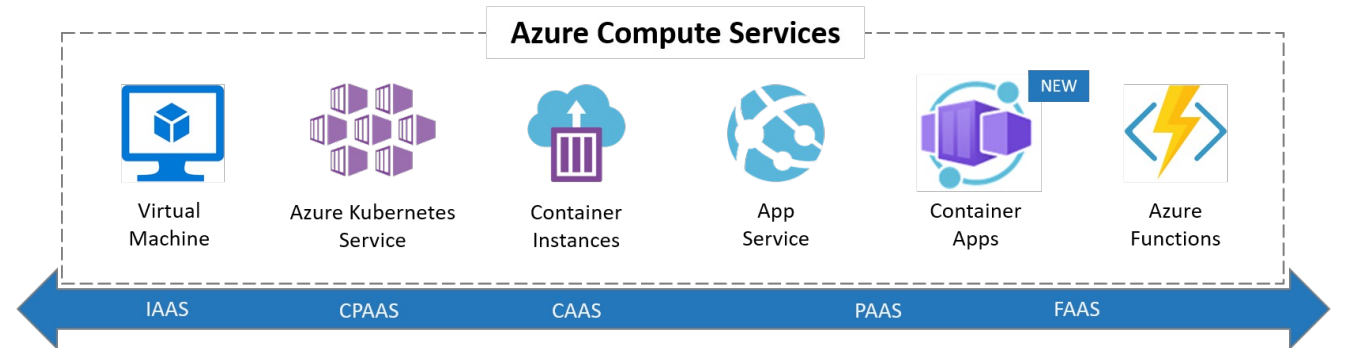 Azure Compute Services
NEW
Virtual
Machine
Azure Kubernetes
Service
Container
Instances
App
Service
Container
Apps
Azure
Functions
IAAS
CPAAS
CAAS
PAAS
FAAS